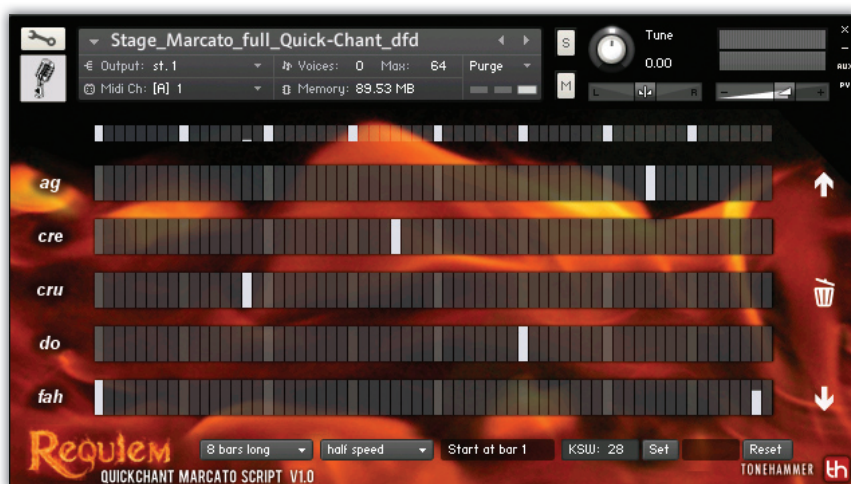 Stage_Marcato_full_Quick-Chant_dfd
Output: st.1 Voices: 0 Max: 64 Purge
Midi Ch: [A] 1 Memory: 89.53 MB
S
M
Tune
0.00
L R
- +
×
-
AUX
PV
ag
cre
cru
do
fah
REQUIEM
8 bars long half speed Start at bar 1 KSW: 28 Set Reset
QUICKCHANT MARCATO SCRIPT V1.0
TONEHAMMER th